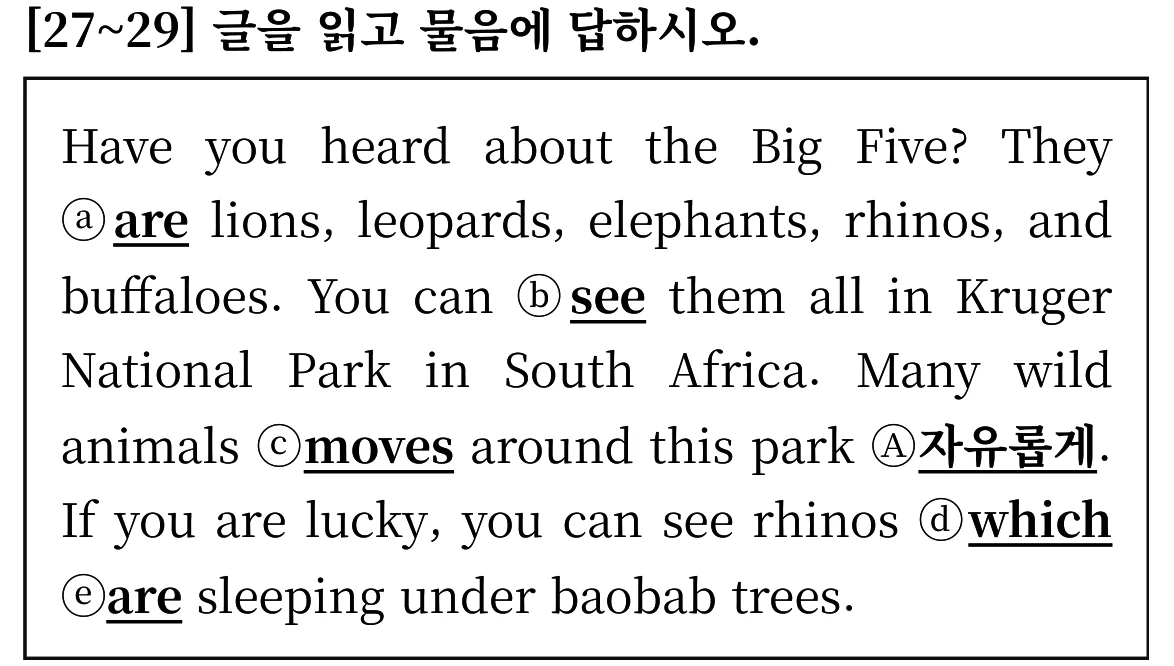 [27~29] 글을 읽고 물음에 답하시오.
Have you heard about the Big Five? They
ⓐare lions, leopards, elephants, rhinos, and
buffaloes. You can ⓑsee them all in Kruger
National Park in South Africa. Many wild
animals ⓒmoves around this park Ⓐ자유롭게.
If you are lucky, you can see rhinos ⓓwhich
ⓔare sleeping under baobab trees.